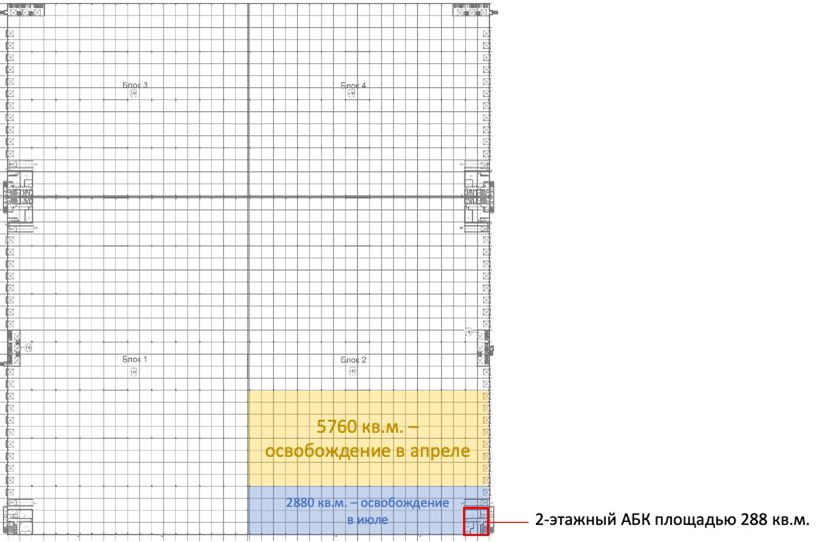 Блок 3
Блок 4
Блок 1
Блок 2
5760 кв.м. –
освобождение в апреле
2880 кв.м. – освобождение
в июле
2-этажный АБК площадью 288 кв.м.